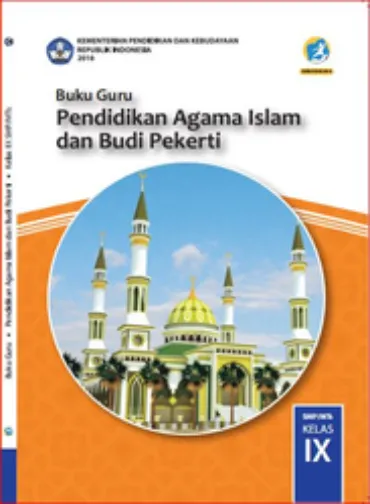 KEMENTERIAN PENDIDIKAN DAN KEBUDAYAAN
REPUBLIK INDONESIA
2018
Buku Guru
Pendidikan Agama Islam
dan Budi Pekerti
Buku Guru • Pendidikan Agama Islam dan Budi Pekerti • Kelas IX SMP/MTs
SMP/MTs
KELAS
IX